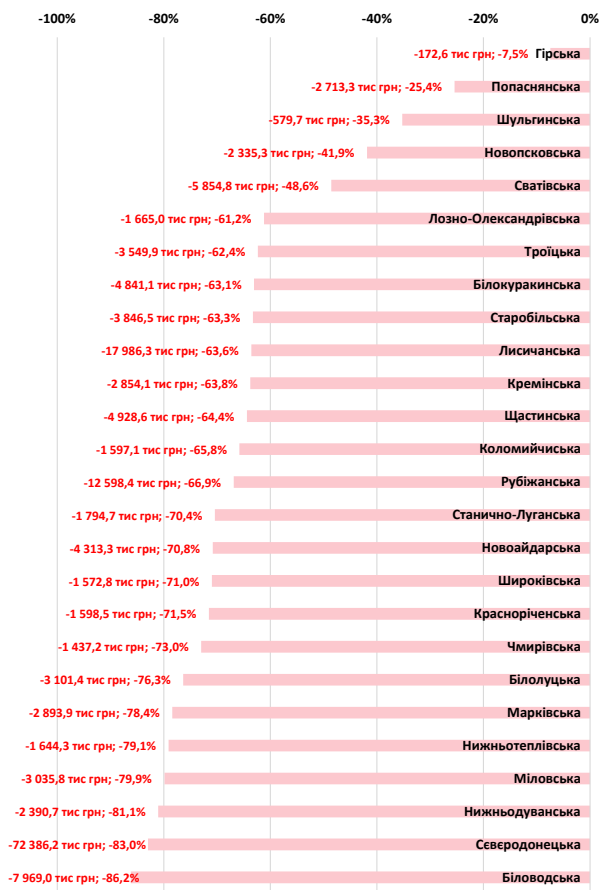 -100% -80% -60% -40% -20% 0%
-172,6 тис грн; -7,5% Гірська
-2 713,3 тис грн; -25,4% Попаснянська
-579,7 тис грн; -35,3% Шульгинська
-2 335,3 тис грн; -41,9% Новопсковська
-5 854,8 тис грн; -48,6% Сватівська
-1 665,0 тис грн; -61,2% Лозно-Олександрівська
-3 549,9 тис грн; -62,4% Троїцька
-4 841,1 тис грн; -63,1% Білокуракинська
-3 846,5 тис грн; -63,3% Старобільська
-17 986,3 тис грн; -63,6% Лисичанська
-2 854,1 тис грн; -63,8% Кремінська
-4 928,6 тис грн; -64,4% Щастинська
-1 597,1 тис грн; -65,8% Коломийчиська
-12 598,4 тис грн; -66,9% Рубіжанська
-1 794,7 тис грн; -70,4% Станично-Луганська
-4 313,3 тис грн; -70,8% Новоайдарська
-1 572,8 тис грн; -71,0% Широківська
-1 598,5 тис грн; -71,5% Красноріченська
-1 437,2 тис грн; -73,0% Чмирівська
-3 101,4 тис грн; -76,3% Білолуцька
-2 893,9 тис грн; -78,4% Марківська
-1 644,3 тис грн; -79,1% Нижньотеплівська
-3 035,8 тис грн; -79,9% Міловська
-2 390,7 тис грн; -81,1% Нижньодуванська
-72 386,2 тис грн; -83,0% Сєвєродонецька
-7 969,0 тис грн; -86,2% Біловодська